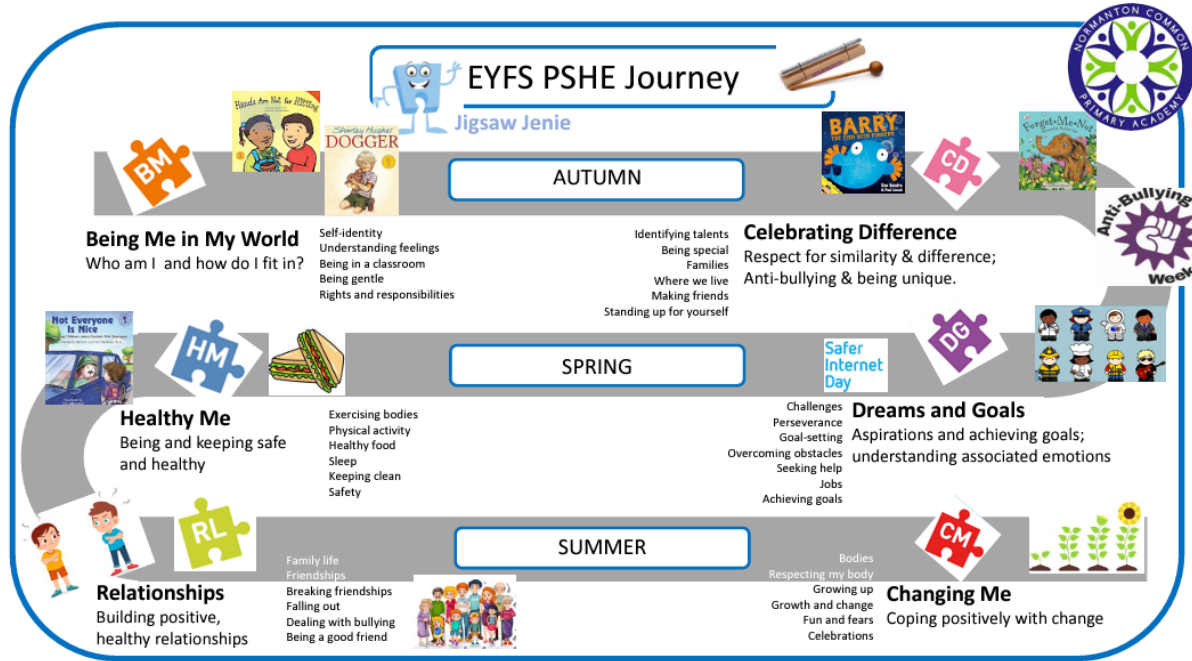 EYFS PSHE Journey
Jigsaw Jenie
NORMANTON COMMON
PRIMARY ACADEMY
Hands Are Not for Hitting
Shirley Hughes
DOGGER
BM
AUTUMN
BARRY
THE FISH WITH FINGERS
Sue Hendra
CD
Forget-Me-Not
Anti-Bullying
Week
Being Me in My World
Who am I and how do I fit in?
Self-identity
Understanding feelings
Being in a classroom
Being gentle
Rights and responsibilities
Identifying talents
Being special
Families
Where we live
Making friends
Standing up for yourself
Celebrating Difference
Respect for similarity & difference;
Anti-bullying & being unique.
Not Everyone
Is Nice
HM
SPRING
Safer
Internet
Day
DG
Healthy Me
Being and keeping safe
and healthy
Exercising bodies
Physical activity
Healthy food
Sleep
Keeping clean
Safety
Challenges
Perseverance
Goal-setting
Overcoming obstacles
Seeking help
Jobs
Achieving goals
Dreams and Goals
Aspirations and achieving goals;
understanding associated emotions
RL
SUMMER
CM
Relationships
Building positive,
healthy relationships
Family life
Friendships
Breaking friendships
Falling out
Dealing with bullying
Being a good friend
Bodies
Respecting my body
Growing up
Growth and change
Fun and fears
Celebrations
Changing Me
Coping positively with change